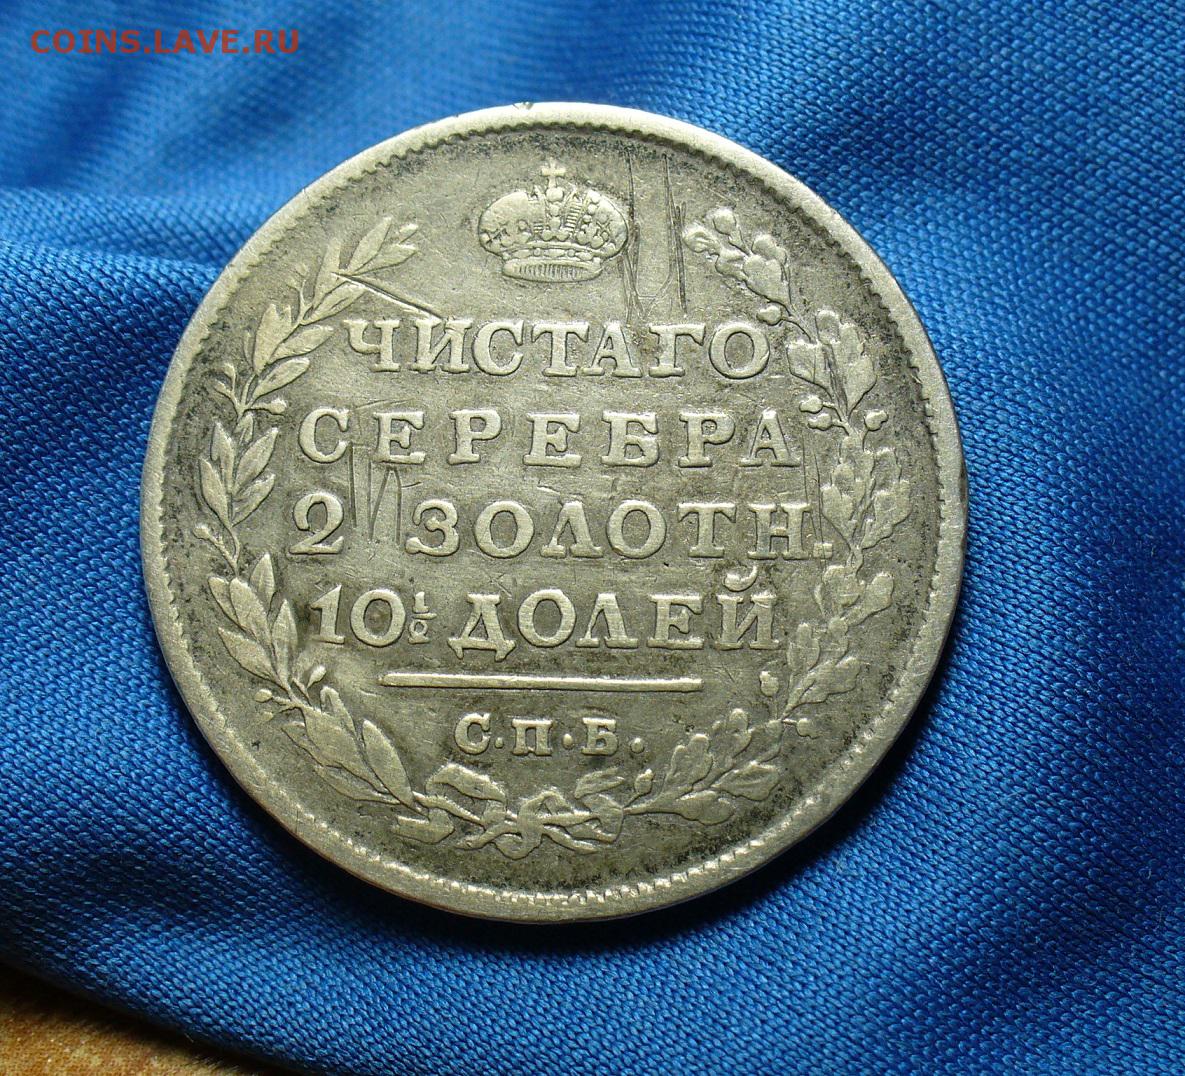 COINS.LAVE.RU
ЧИСТАГО
СЕРЕБРА
2 ЗОЛОТН.
10½ ДОЛЕЙ
С·П·Б·